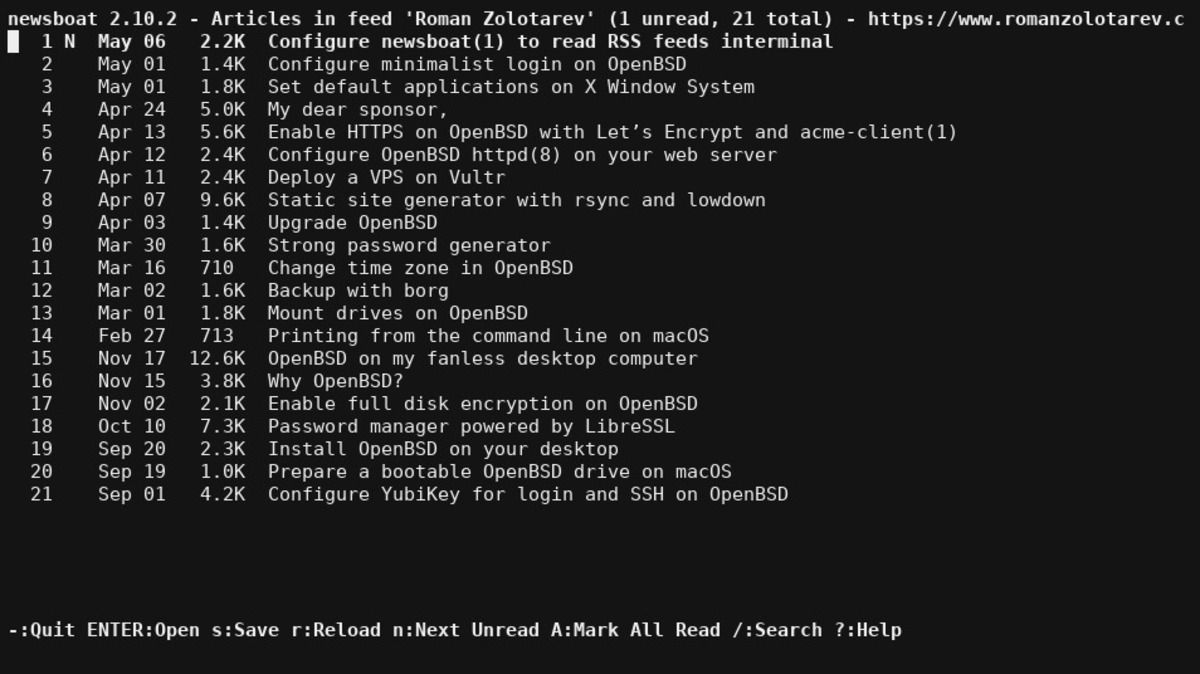 newsboat 2.10.2 - Articles in feed 'Roman Zolotarev' (1 unread, 21 total) - https://www.romanzolotarev.c
1 N May 06 2.2K Configure newsboat(1) to read RSS feeds interminal
2 May 01 1.4K Configure minimalist login on OpenBSD
3 May 01 1.8K Set default applications on X Window System
4 Apr 24 5.0K My dear sponsor,
5 Apr 13 5.6K Enable HTTPS on OpenBSD with Let’s Encrypt and acme-client(1)
6 Apr 12 2.4K Configure OpenBSD httpd(8) on your web server
7 Apr 11 2.4K Deploy a VPS on Vultr
8 Apr 07 9.6K Static site generator with rsync and lowdown
9 Apr 03 1.4K Upgrade OpenBSD
10 Mar 30 1.6K Strong password generator
11 Mar 16 710 Change time zone in OpenBSD
12 Mar 02 1.6K Backup with borg
13 Mar 01 1.8K Mount drives on OpenBSD
14 Feb 27 713 Printing from the command line on macOS
15 Nov 17 12.6K OpenBSD on my fanless desktop computer
16 Nov 15 3.8K Why OpenBSD?
17 Nov 02 2.1K Enable full disk encryption on OpenBSD
18 Oct 10 7.3K Password manager powered by LibreSSL
19 Sep 20 2.3K Install OpenBSD on your desktop
20 Sep 19 1.0K Prepare a bootable OpenBSD drive on macOS
21 Sep 01 4.2K Configure YubiKey for login and SSH on OpenBSD
-:Quit ENTER:Open s:Save r:Reload n:Next Unread A:Mark All Read /:Search ?:Help